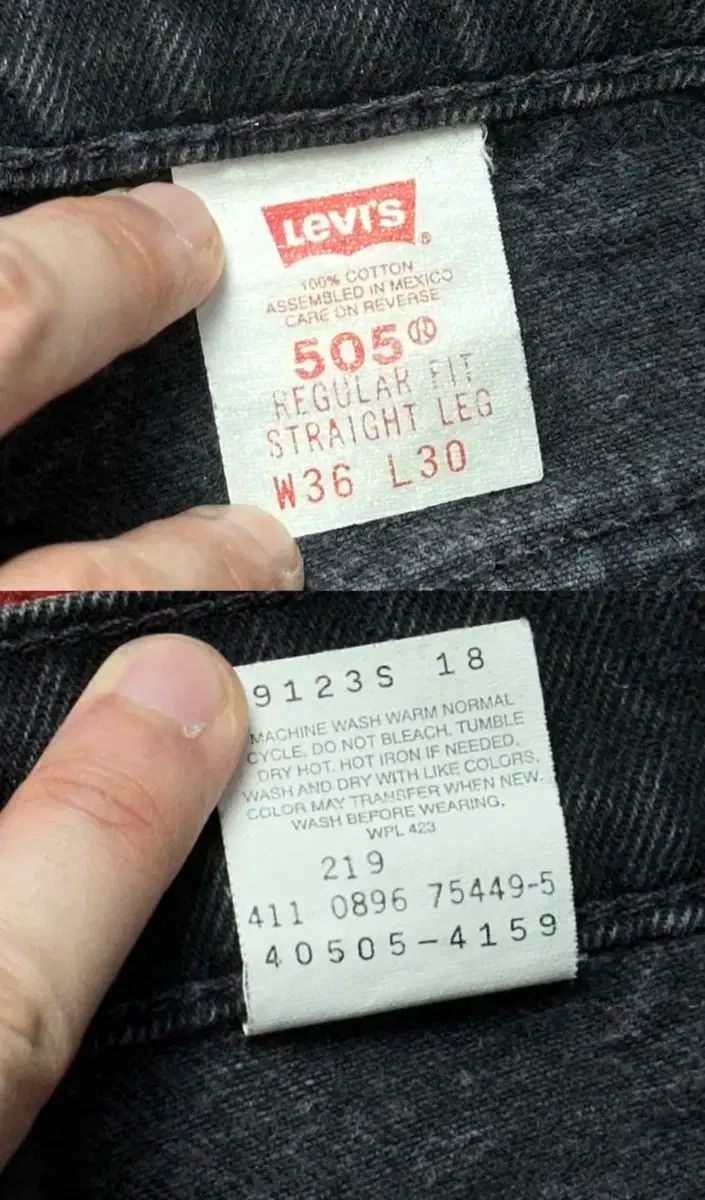 Levi's ®
100% COTTON
ASSEMBLED IN MEXICO
CARE ON REVERSE
505®
REGULAR FIT
STRAIGHT LEG
W36 L30
9123S 18
MACHINE WASH WARM NORMAL
CYCLE. DO NOT BLEACH. TUMBLE
DRY HOT. HOT IRON IF NEEDED.
WASH AND DRY WITH LIKE COLORS.
COLOR MAY TRANSFER WHEN NEW.
WASH BEFORE WEARING.
WPL 423
219
411 0896 75449-5
40505-4159